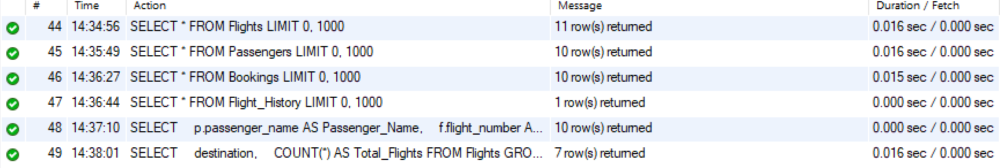 # Time Action Message Duration / Fetch
44 14:34:56 SELECT * FROM Flights LIMIT 0, 1000 11 row(s) returned 0.016 sec / 0.000 sec
45 14:35:49 SELECT * FROM Passengers LIMIT 0, 1000 10 row(s) returned 0.016 sec / 0.000 sec
46 14:36:27 SELECT * FROM Bookings LIMIT 0, 1000 10 row(s) returned 0.015 sec / 0.000 sec
47 14:36:44 SELECT * FROM Flight_History LIMIT 0, 1000 1 row(s) returned 0.000 sec / 0.000 sec
48 14:37:10 SELECT p.passenger_name AS Passenger_Name, f.flight_number A... 10 row(s) returned 0.000 sec / 0.000 sec
49 14:38:01 SELECT destination, COUNT(*) AS Total_Flights FROM Flights GRO... 7 row(s) returned 0.016 sec / 0.000 sec